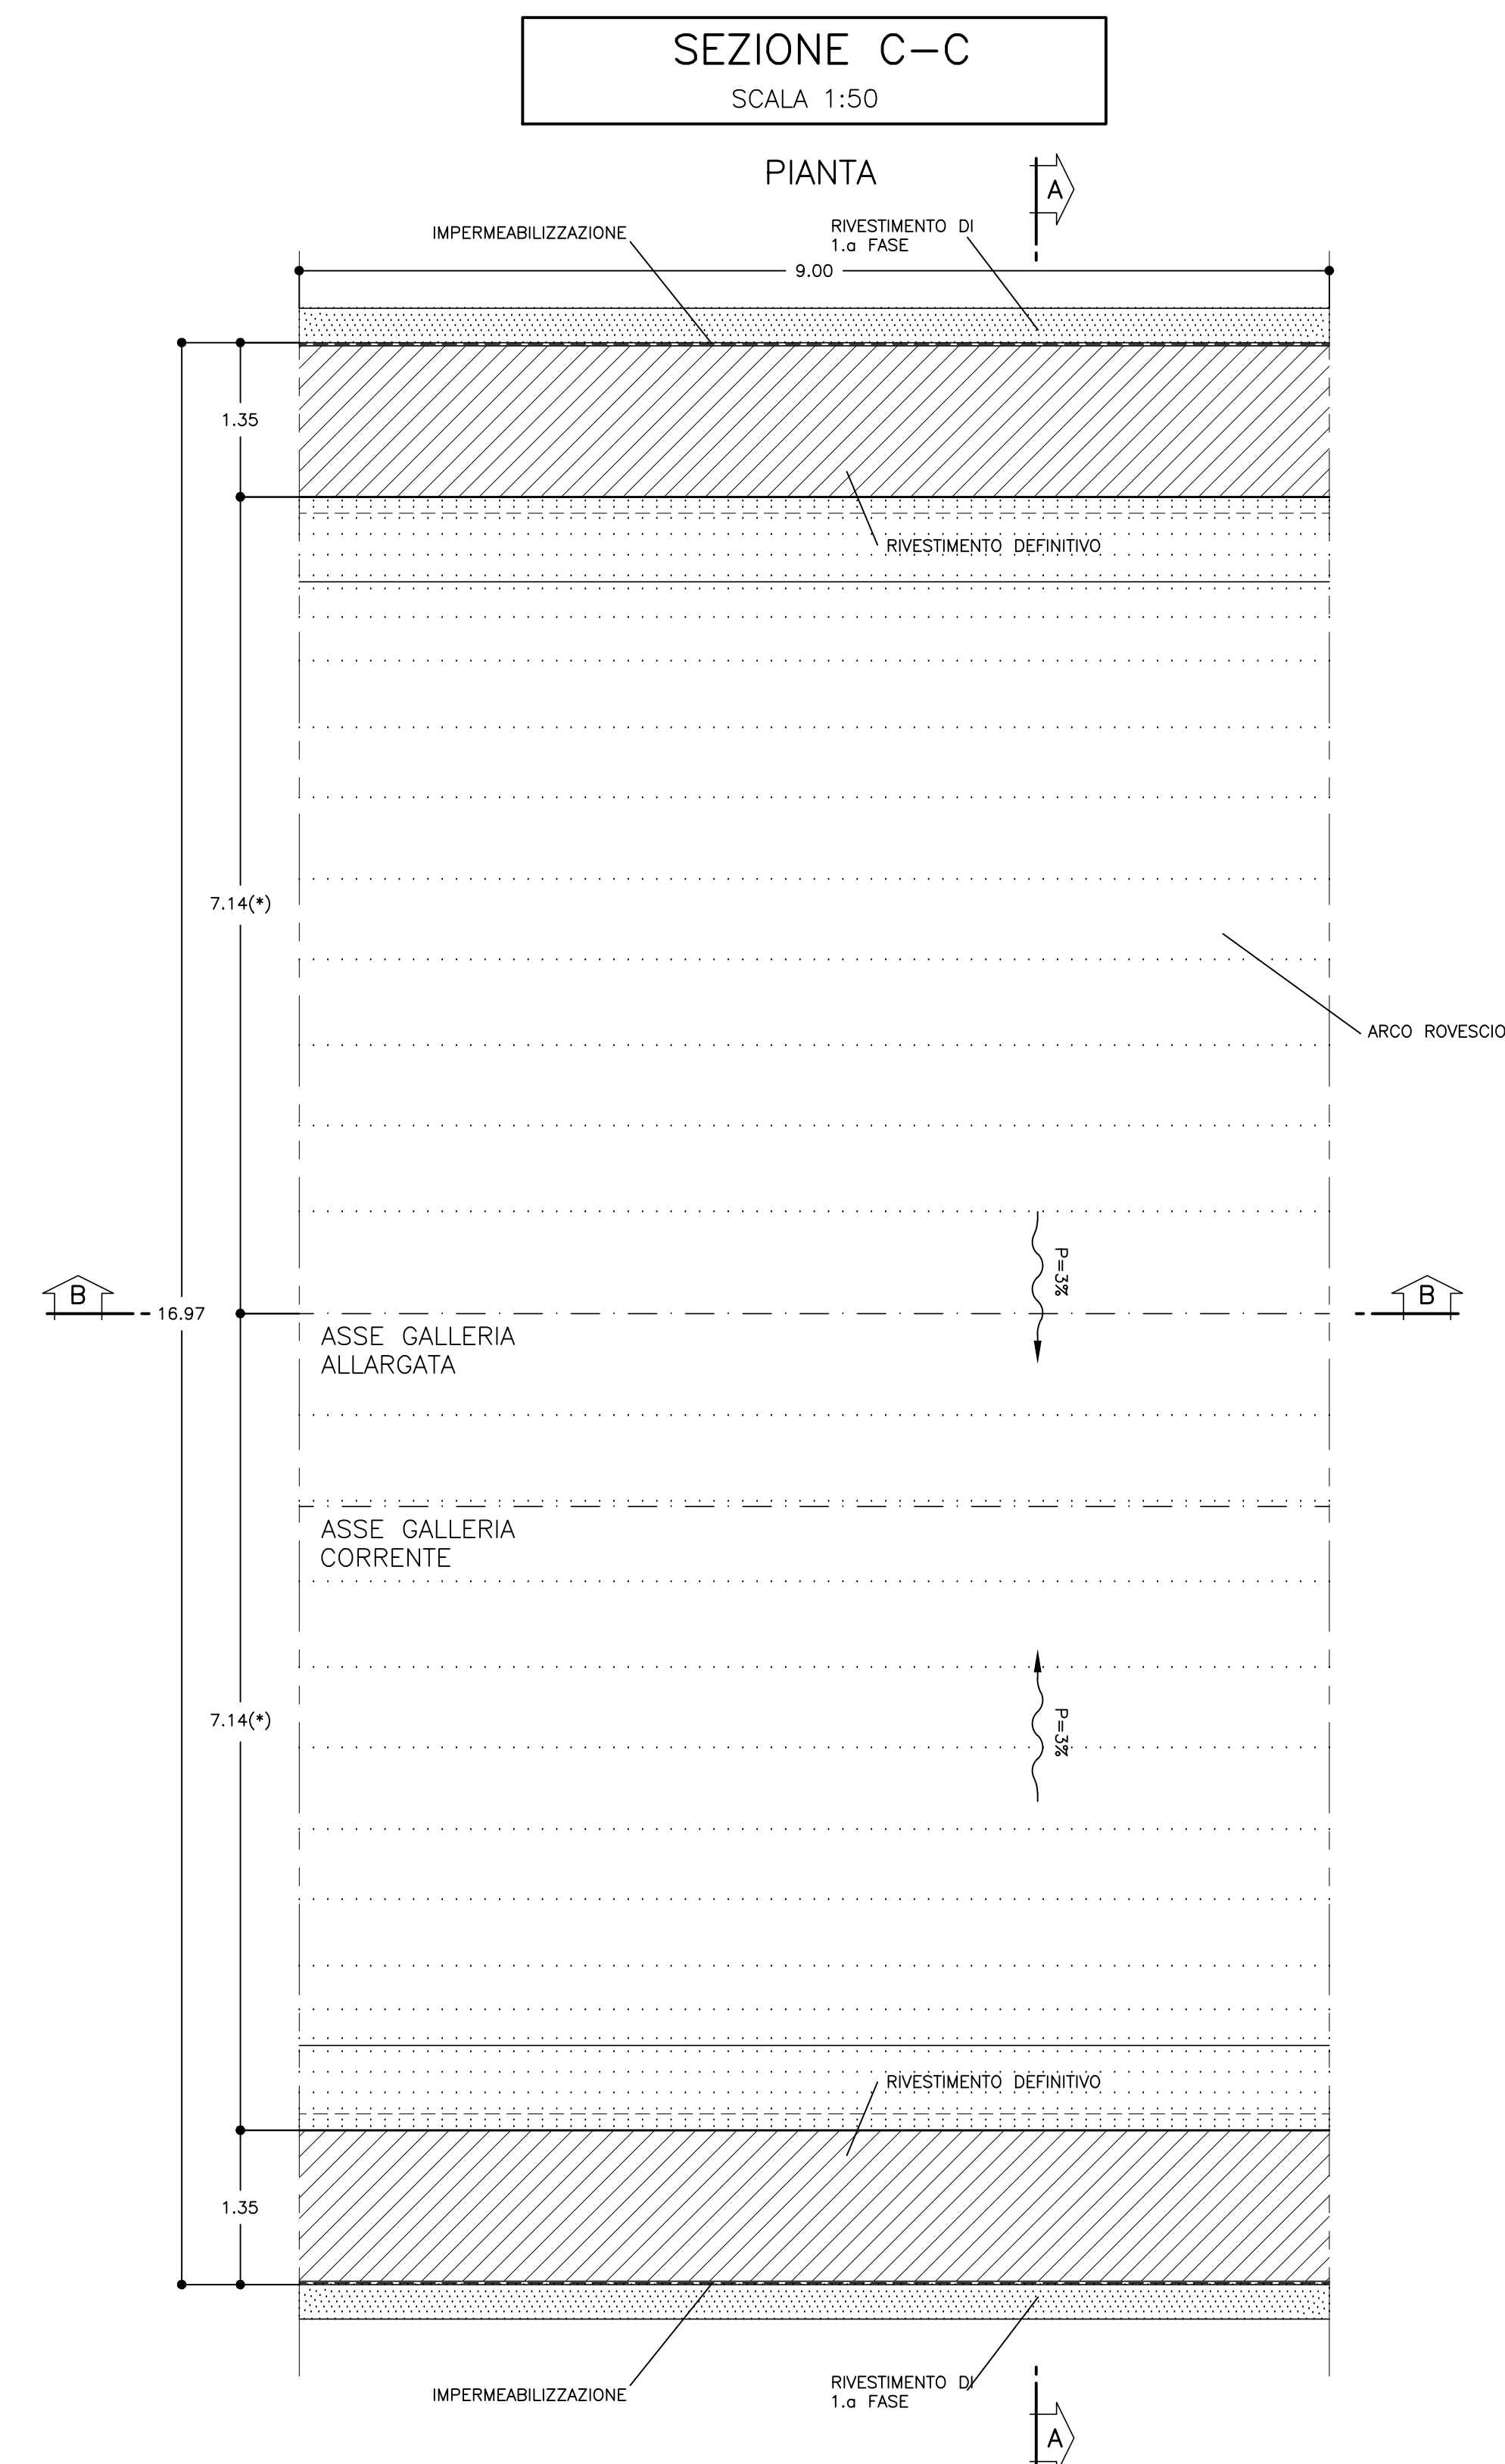 SEZIONE C-C
SCALA 1:50
PIANTA
A
IMPERMEABILIZZAZIONE
RIVESTIMENTO DI
1.a FASE
9.00
1.35
RIVESTIMENTO DEFINITIVO
7.14(*)
ARCO ROVESCIO
P=3%
B
16.97
B
ASSE GALLERIA
ALLARGATA
ASSE GALLERIA
CORRENTE
7.14(*)
P=3%
RIVESTIMENTO DEFINITIVO
1.35
IMPERMEABILIZZAZIONE
RIVESTIMENTO DI
1.a FASE
A